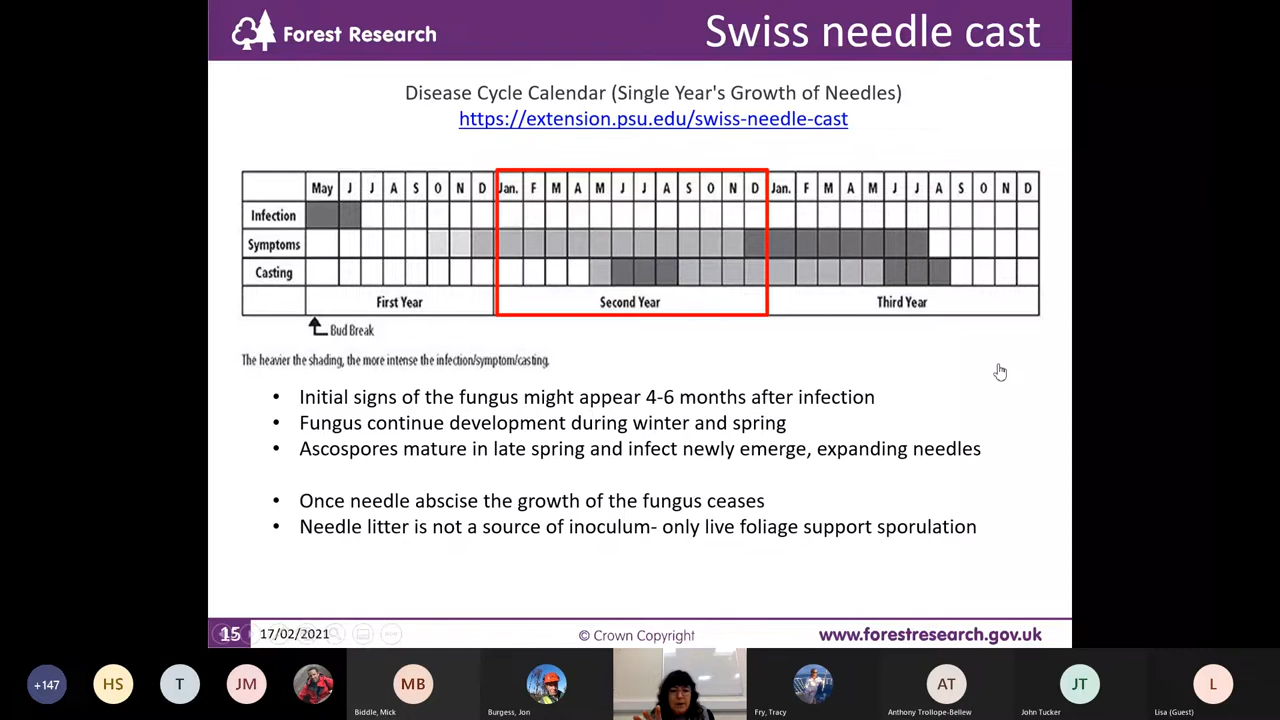 Forest Research
Swiss needle cast
Disease Cycle Calendar (Single Year's Growth of Needles)
https://extension.psu.edu/swiss-needle-cast
May J J A S O N D Jan. F M A M J J A S O N D Jan. F M A M J J A S O N D
Infection
Symptoms
Casting
First Year Second Year Third Year
Bud Break
The heavier the shading, the more intense the infection/symptom/casting.
• Initial signs of the fungus might appear 4-6 months after infection
• Fungus continue development during winter and spring
• Ascospores mature in late spring and infect newly emerge, expanding needles
• Once needle abscise the growth of the fungus ceases
• Needle litter is not a source of inoculum- only live foliage support sporulation
15 17/02/2021 © Crown Copyright www.forestresearch.gov.uk
+147 HS T JM MB AT JT L
Biddle, Mick Burgess, Jon Fry, Tracy Anthony Trollope-Bellew John Tucker Lisa (Guest)